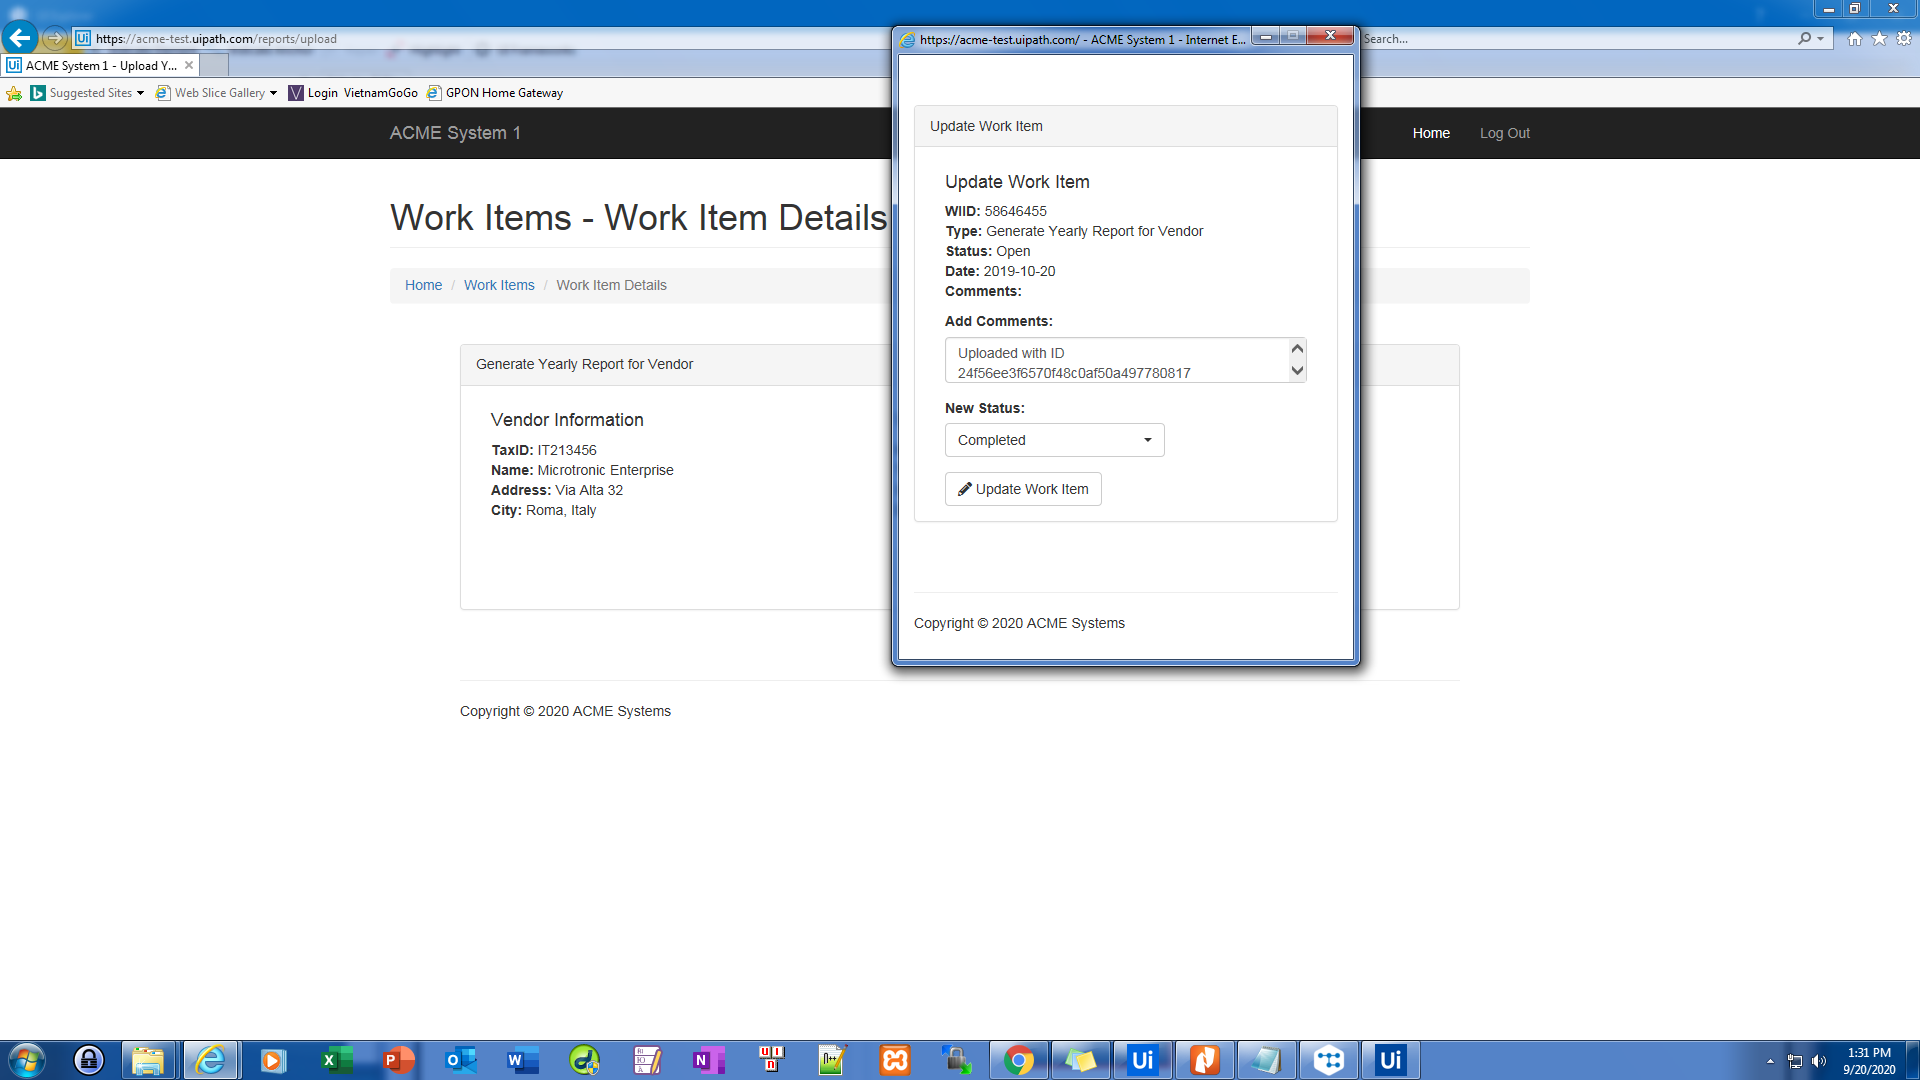 https://acme-test.uipath.com/reports/upload
https://acme-test.uipath.com/ - ACME System 1 - Internet E...
Search...
ACME System 1 - Upload Y...
Suggested Sites
Web Slice Gallery
Login VietnamGoGo
GPON Home Gateway
ACME System 1
Home
Log Out
Work Items - Work Item Details
Home / Work Items / Work Item Details
Generate Yearly Report for Vendor
Vendor Information
TaxID: IT213456
Name: Microtronic Enterprise
Address: Via Alta 32
City: Roma, Italy
Copyright © 2020 ACME Systems
Update Work Item
Update Work Item
WIID: 58646455
Type: Generate Yearly Report for Vendor
Status: Open
Date: 2019-10-20
Comments:
Add Comments:
Uploaded with ID
24f56ee3f6570f48c0af50a497780817
New Status:
Completed
Update Work Item
Copyright © 2020 ACME Systems
1:31 PM
9/20/2020